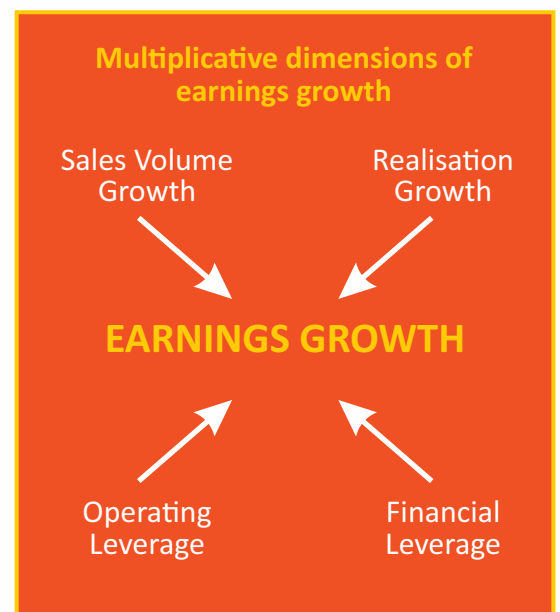 Multiplicative dimensions of
earnings growth
Sales Volume
Growth
Realisation
Growth
EARNINGS GROWTH
Operating
Leverage
Financial
Leverage